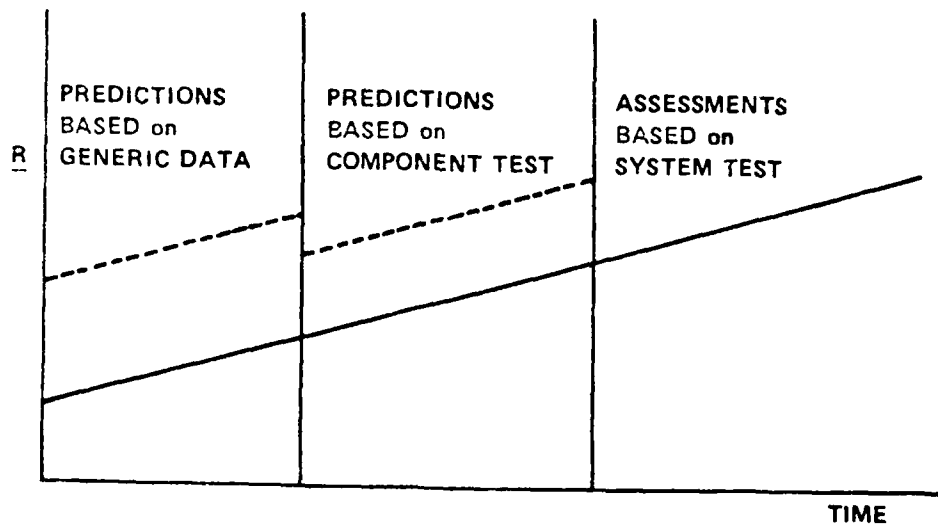 PREDICTIONS
BASED on
GENERIC DATA
PREDICTIONS
BASED on
COMPONENT TEST
ASSESSMENTS
BASED on
SYSTEM TEST
R
TIME